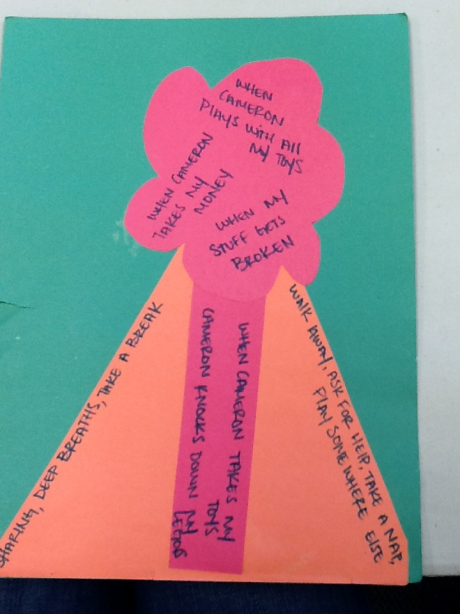 WHEN
CAMERON
PLAYS WITH All
MY TOYS
WHEN CAMERON
TAKES MY
MONEY
WHEN MY
STUFF GETS
BROKEN
WHEN CAMERON TAKES MY
TOYS
CAMERON KNOCKS DOWN MY
LEGOS
SHARING, DEEP BREATHS, TAKE A BREAK
WALK AWAY, ASK FOR HELP, TAKE A NAP,
PLAY SOMEWHERE ELSE